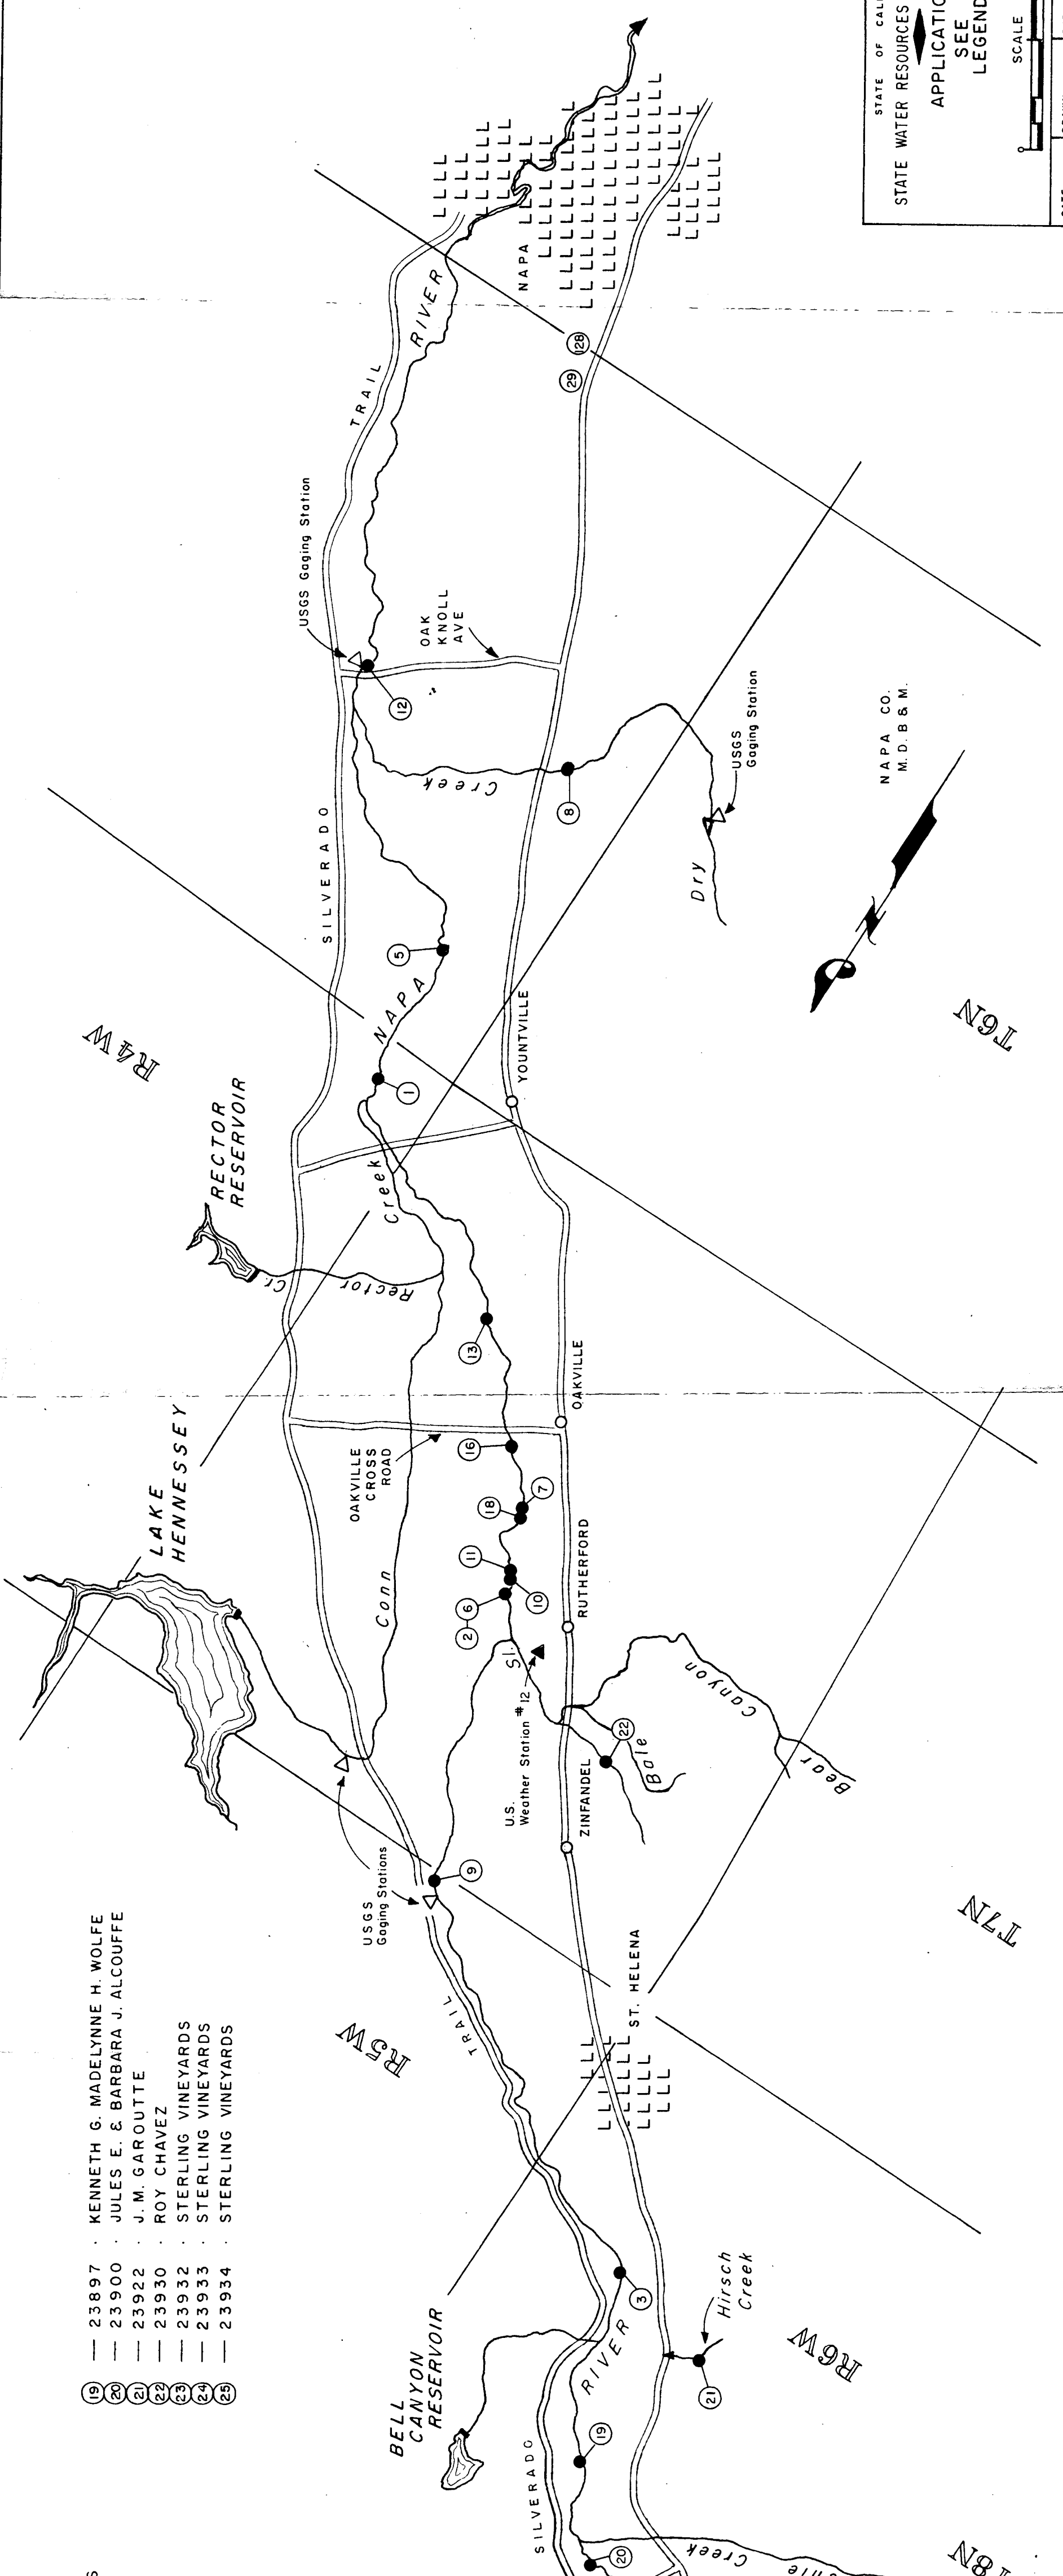 19 — 23897 · KENNETH G. MADELYNNE H. WOLFE
20 — 23900 · JULES E. & BARBARA J. ALCOUFFE
21 — 23922 · J. M. GAROUTTE
22 — 23930 · ROY CHAVEZ
23 — 23932 · STERLING VINEYARDS
24 — 23933 · STERLING VINEYARDS
25 — 23934 · STERLING VINEYARDS
STATE OF CALI
STATE WATER RESOURCES
APPLICATIO
SEE
LEGEND
SCALE
0
BELL
CANYON
RESERVOIR
SILVERADO
RIVER
20
19
3
21
Hirsch
Creek
Creek
R6W
T8N
R5W
TRAIL
ST. HELENA
USGS
Gaging Stations
9
ZINFANDEL
22
Bale
Sl.
Bear
Canyon
U.S.
Weather Station #12
T7N
LAKE
HENNESSEY
Conn
Creek
2
6
10
11
18
7
16
13
RUTHERFORD
OAKVILLE
CROSS
ROAD
OAKVILLE
RECTOR
RESERVOIR
Rector
Cr.
R4W
1
YOUNTVILLE
NAPA
RIVER
5
SILVERADO
TRAIL
T6N
NAPA CO.
M. D. B & M.
Dry
Creek
USGS
Gaging Station
8
12
USGS Gaging Station
OAK
KNOLL
AVE
29
128
NAPA